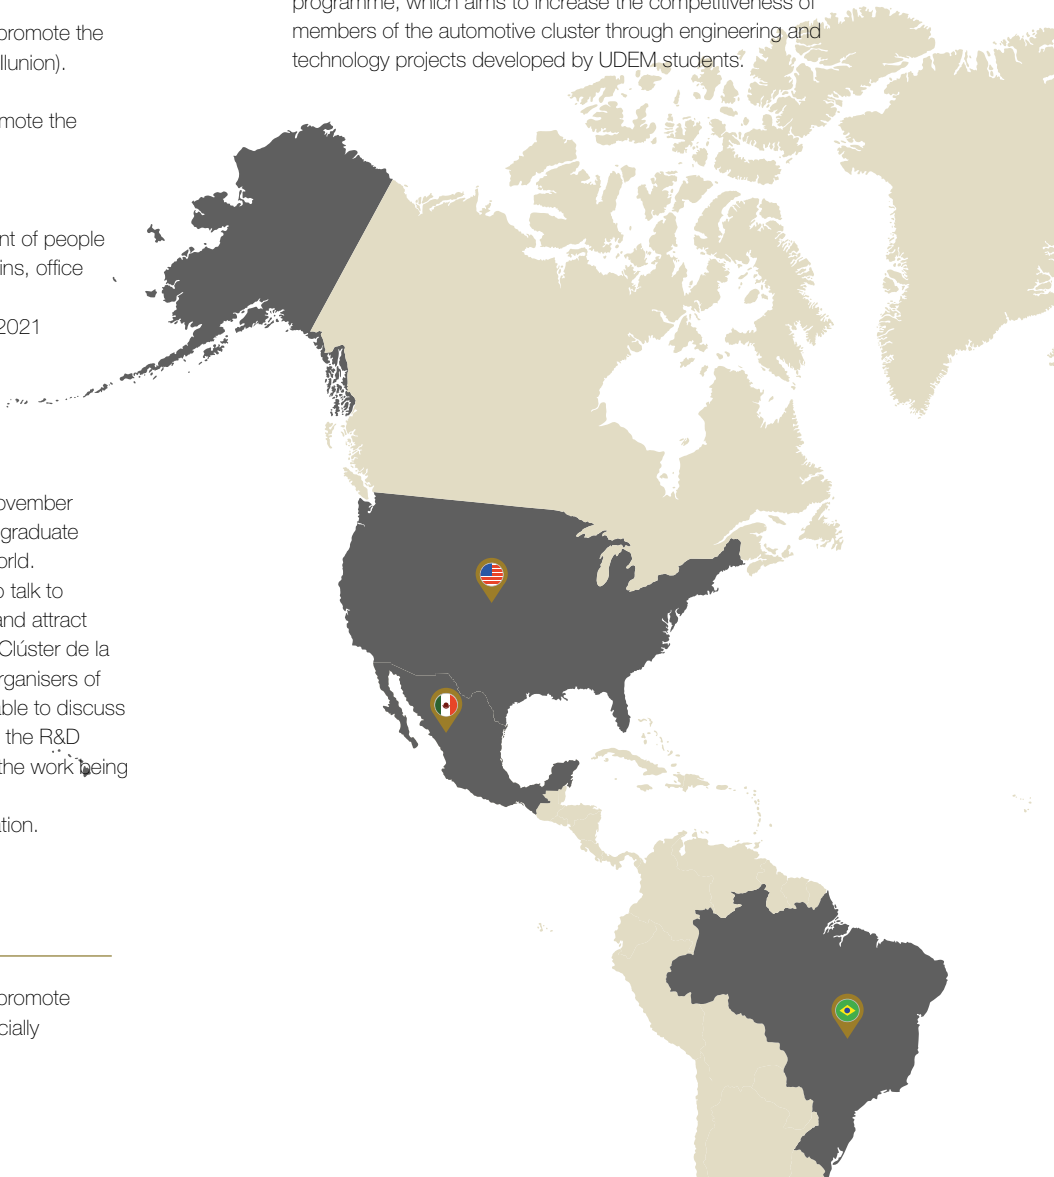 promote the
llunion).
mote the
nt of people
ins, office
2021
ovember
graduate
orld.
o talk to
and attract
Clúster de la
rganisers of
able to discuss
the R&D
the work being
ation.
promote
cially
programme, which aims to increase the competitiveness of
members of the automotive cluster through engineering and
technology projects developed by UDEM students.